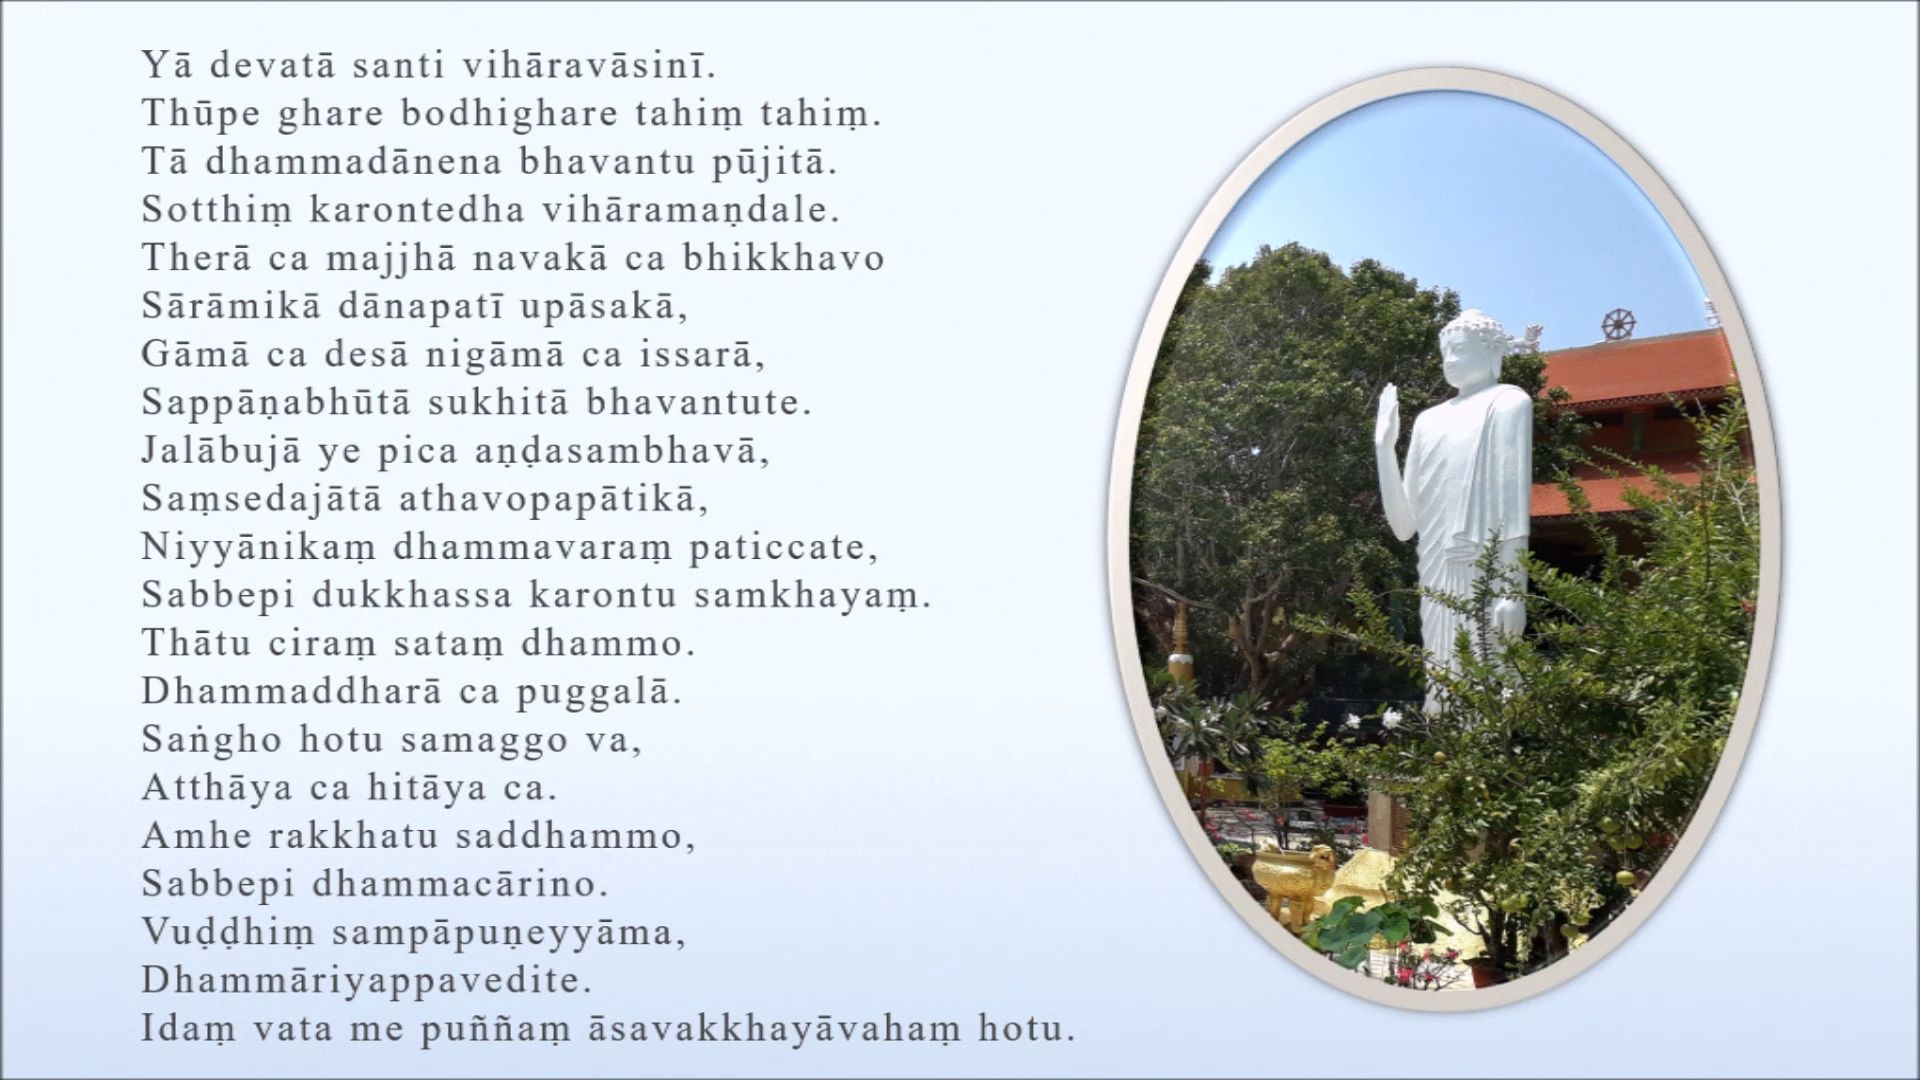 Yā devatā santi vihāravāsinī.
Thūpe ghare bodhighare tahiṃ tahiṃ.
Tā dhammadānena bhavantu pūjitā.
Sotthiṃ karontedha vihāramaṇdale.
Therā ca majjhā navakā ca bhikkhavo
Sārāmikā dānapatī upāsakā,
Gāmā ca desā nigāmā ca issarā,
Sappāṇabhūtā sukhitā bhavantute.
Jalābujā ye pica aṇḍasambhavā,
Saṃsedajātā athavopapātikā,
Niyyānikaṃ dhammavaraṃ paticcate,
Sabbepi dukkhassa karontu samkhayaṃ.
Thātu ciraṃ sataṃ dhammo.
Dhammaddharā ca puggalā.
Saṅgho hotu samaggo va,
Atthāya ca hitāya ca.
Amhe rakkhatu saddhammo,
Sabbepi dhammacārino.
Vuḍḍhiṃ sampāpuṇeyyāma,
Dhammāriyappavedite.
Idaṃ vata me puññaṃ āsavakkhayāvahaṃ hotu.